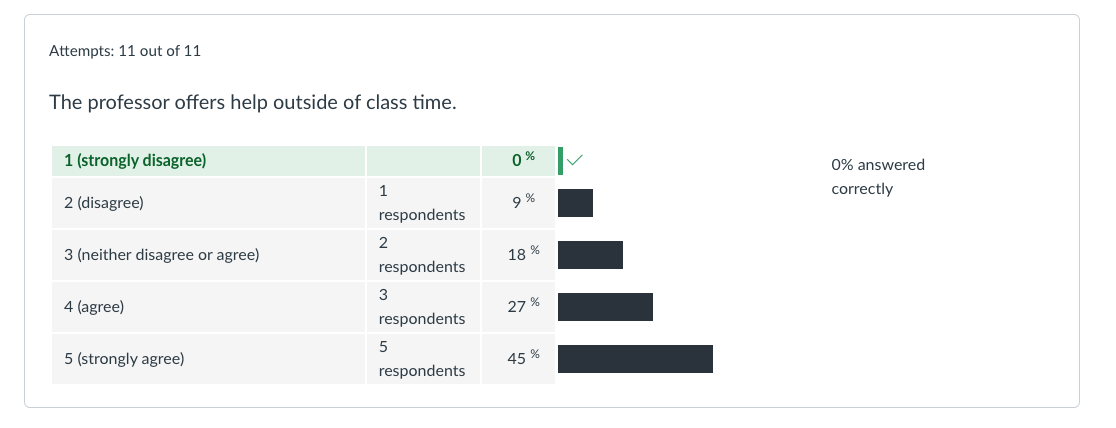 Attempts: 11 out of 11
The professor offers help outside of class time.
1 (strongly disagree) 0 %
0% answered
correctly
2 (disagree) 1 respondents 9 %
3 (neither disagree or agree) 2 respondents 18 %
4 (agree) 3 respondents 27 %
5 (strongly agree) 5 respondents 45 %